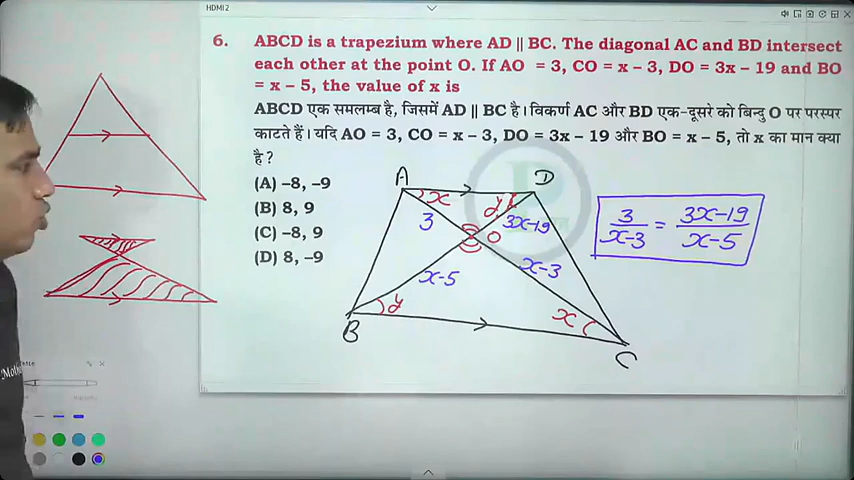 HDMI2
6. ABCD is a trapezium where AD || BC. The diagonal AC and BD intersect
each other at the point O. If AO = 3, CO = x – 3, DO = 3x – 19 and BO
= x – 5, the value of x is
ABCD एक समलम्ब है, जिसमें AD || BC है। विकर्ण AC और BD एक-दूसरे को बिन्दु O पर परस्पर
काटते हैं। यदि AO = 3, CO = x – 3, DO = 3x – 19 और BO = x – 5, तो x का मान क्या
है?
(A) –8, –9
(B) 8, 9
(C) –8, 9
(D) 8, –9
A
D
x
y
3
3x-19
O
x-5
x-3
y
x
B
C
3/x-3 = 3x-19/x-5